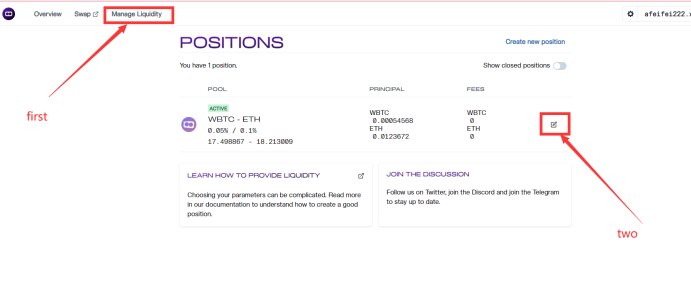 Overview Swap Manage Liquidity
POSITIONS
Create new position
You have 1 position.
Show closed positions
POOL PRINCIPAL FEES
ACTIVE
WBTC - ETH
0.05% / 0.1%
17.498867 - 18.213009
WBTC
0.00054568
ETH
0.0123672
WBTC
0
ETH
0
first
two
LEARN HOW TO PROVIDE LIQUIDITY
Choosing your parameters can be complicated. Read more
in our documentation to understand how to create a good
position.
JOIN THE DISCUSSION
Follow us on Twitter, join the Discord and join the Telegram
to stay up to date.